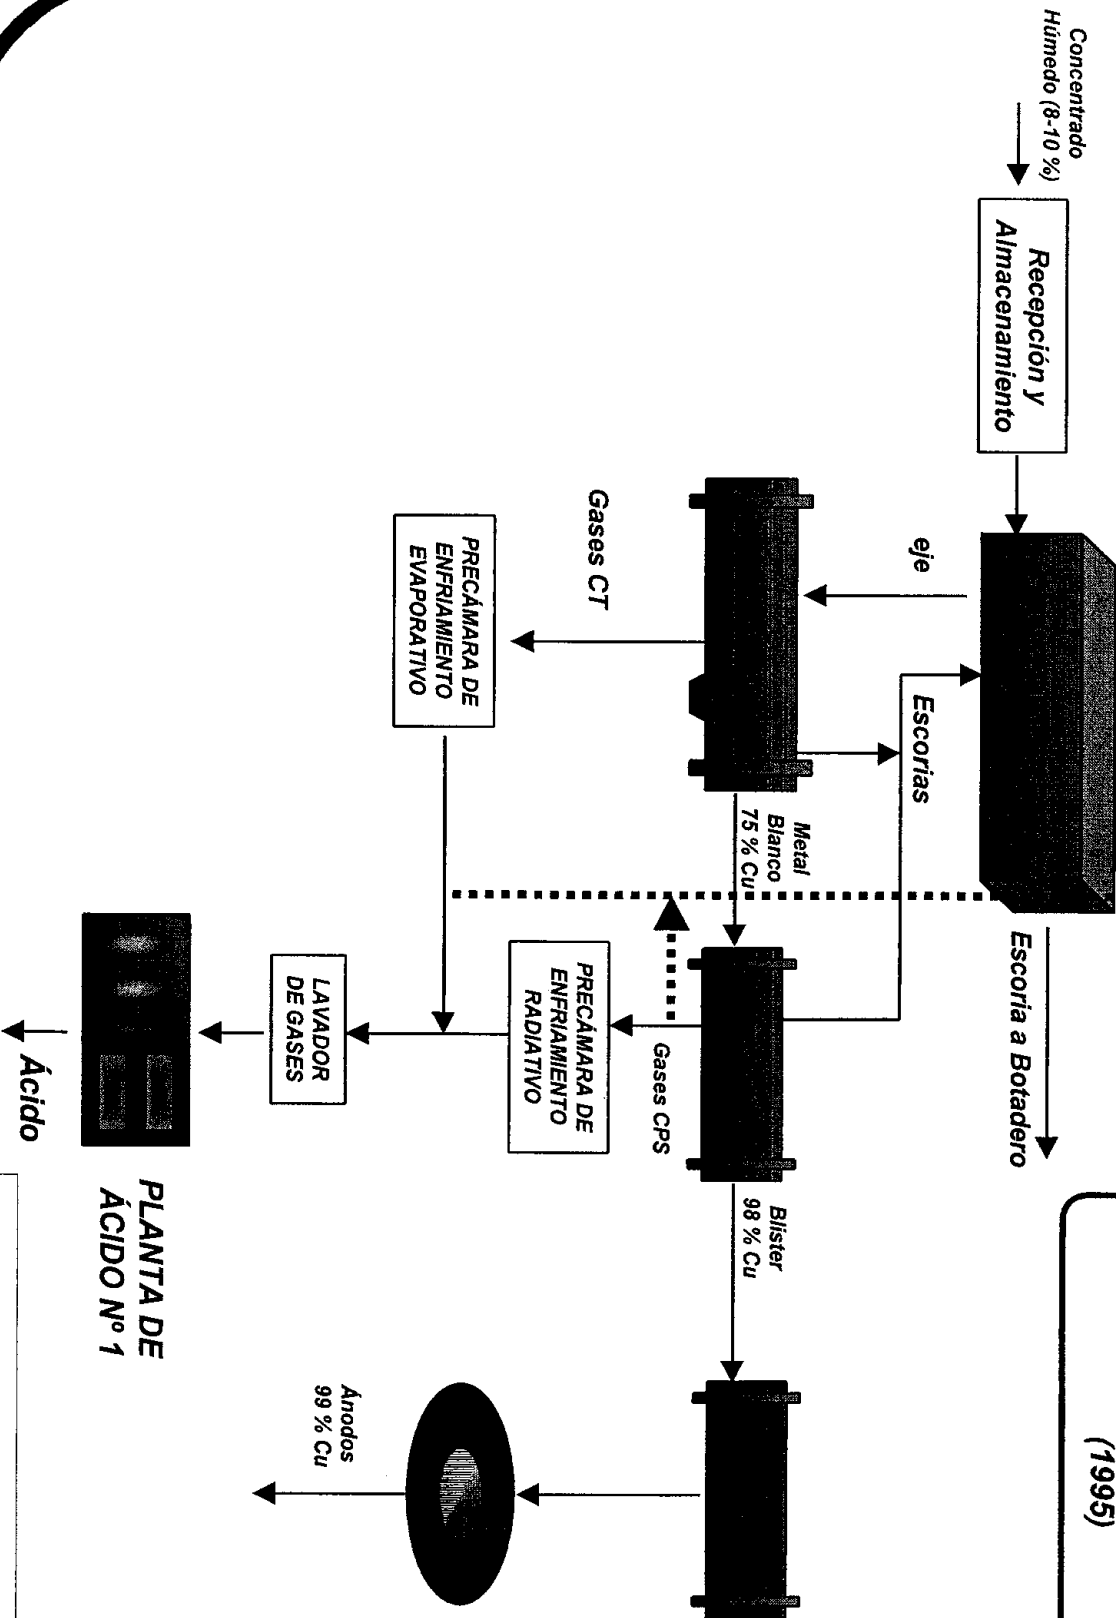 (1995)
Concentrado
Húmedo (8-10 %)
Recepción y
Almacenamiento
eje
Escorias
Escoria a Botadero
Gases CT
Metal
Blanco
75 % Cu
Gases CPS
Blister
98 % Cu
PRECÁMARA DE
ENFRIAMIENTO
EVAPORATIVO
PRECÁMARA DE
ENFRIAMIENTO
RADIATIVO
LAVADOR
DE GASES
Ánodos
99 % Cu
PLANTA DE
ÁCIDO Nº 1
Ácido